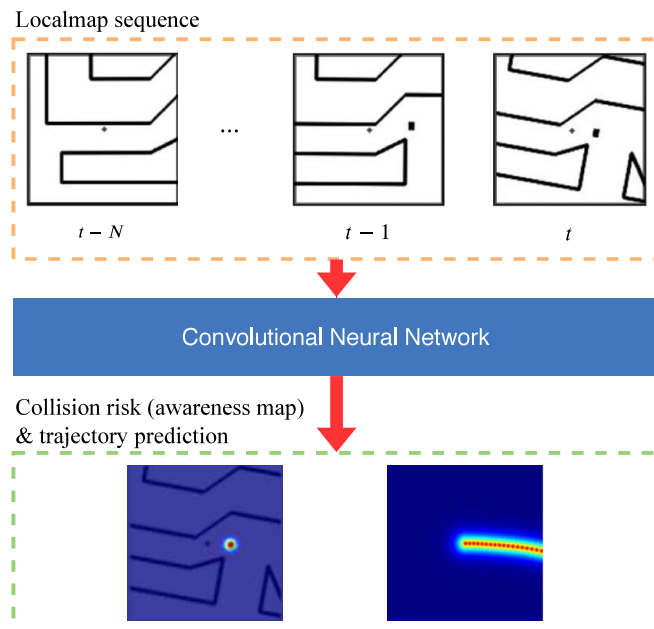 Localmap sequence
...
t − N
t − 1
t
Convolutional Neural Network
Collision risk (awareness map)
& trajectory prediction